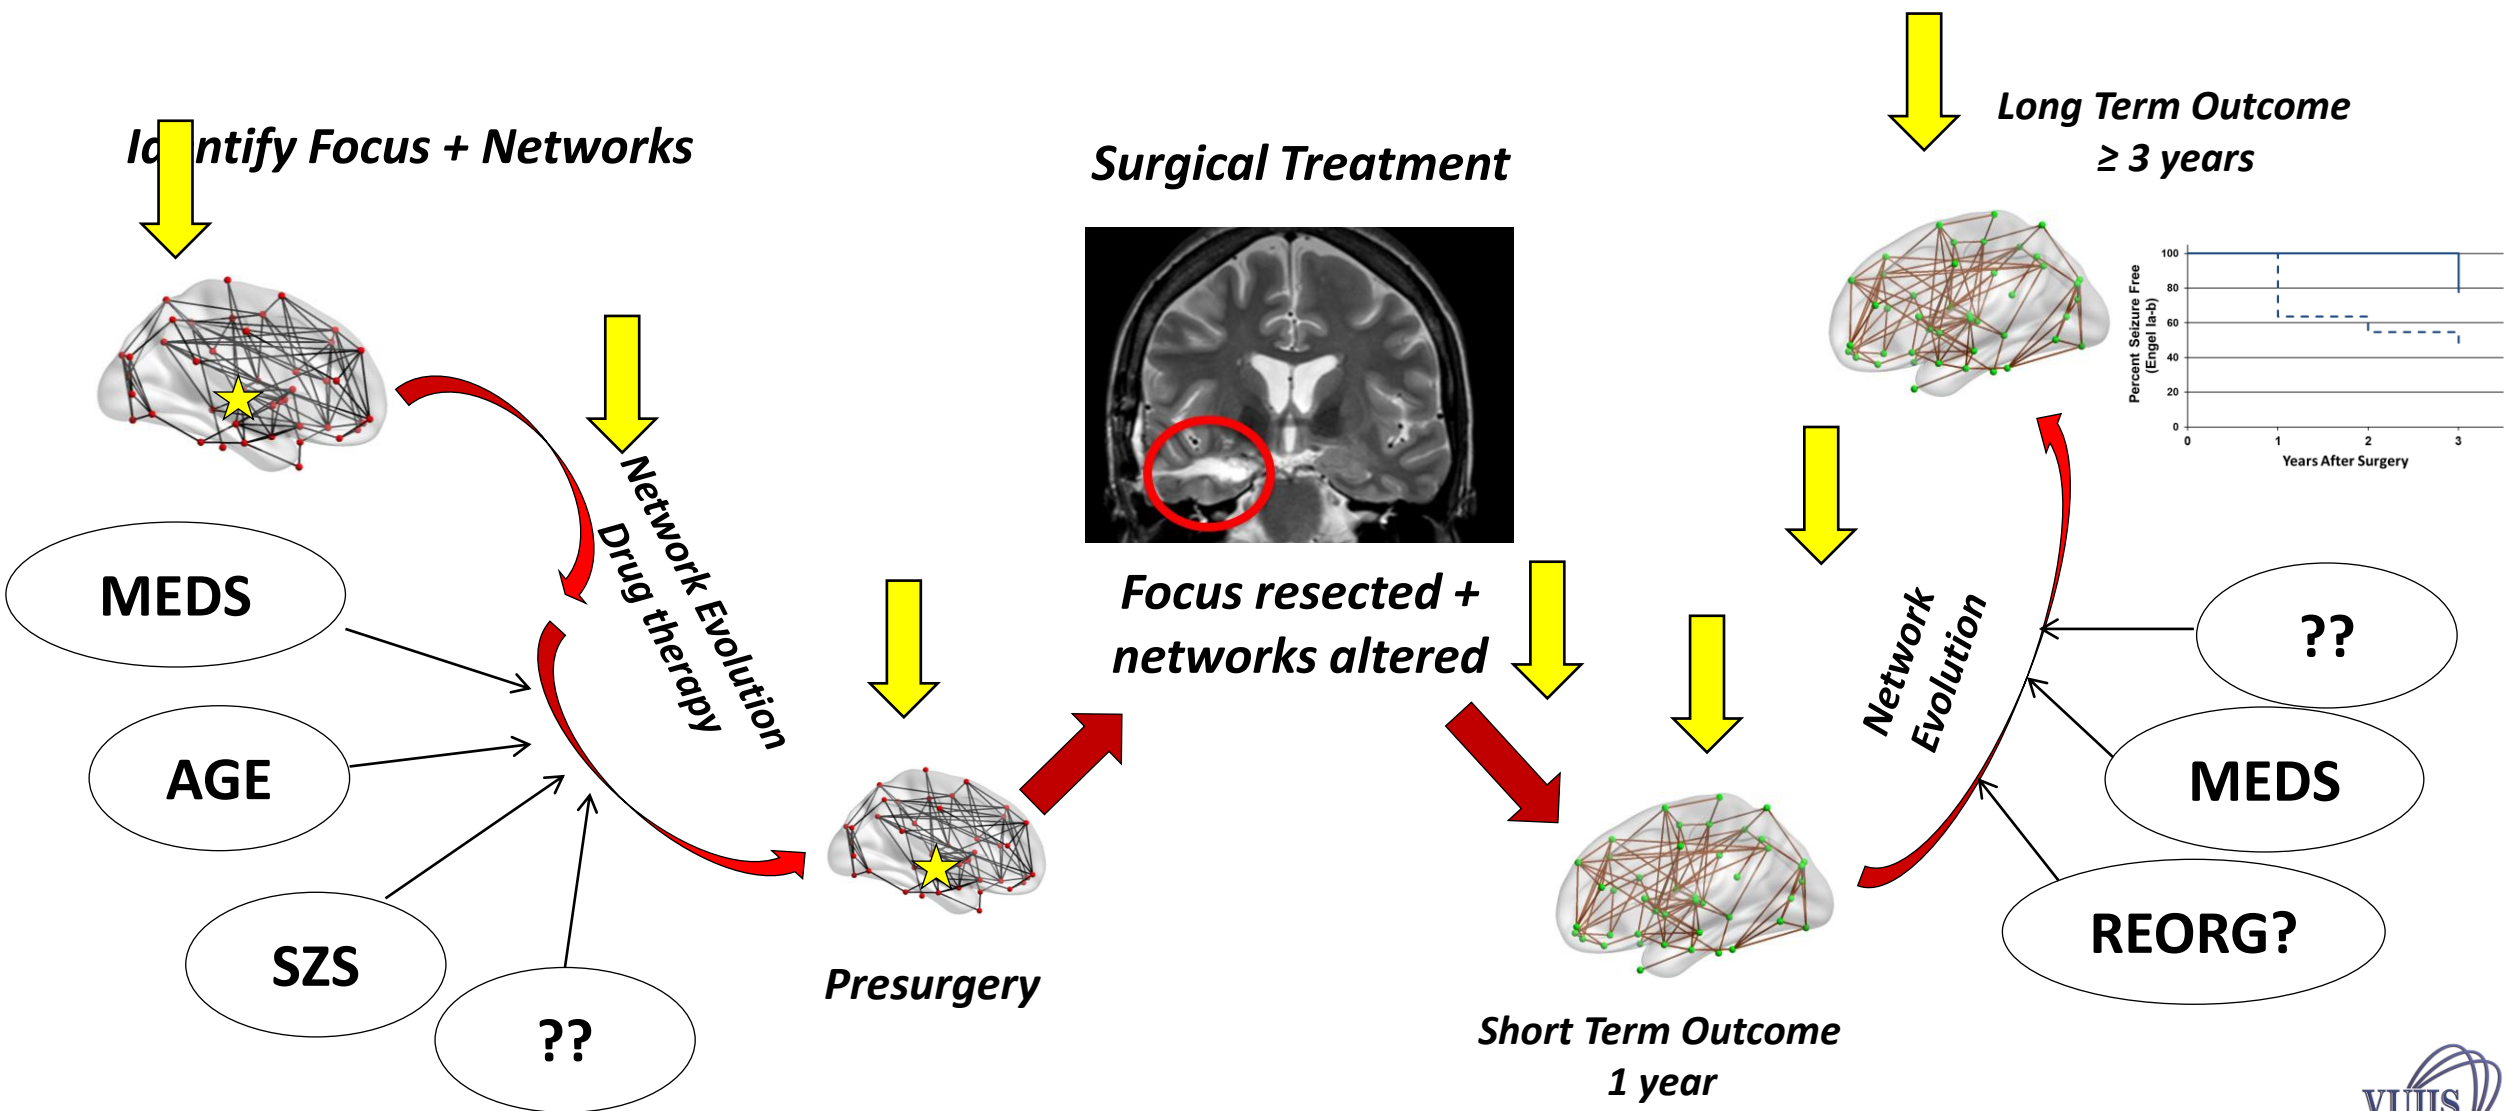 Identify Focus + Networks
MEDS
AGE
SZS
??
Network Evolution
Drug therapy
Presurgery
Surgical Treatment
Focus resected +
networks altered
Short Term Outcome
1 year
Network
Evolution
??
MEDS
REORG?
Long Term Outcome
≥ 3 years
Percent Seizure Free
(Engel Ia-b)
100
80
60
40
20
0
0 1 2 3
Years After Surgery
VUIIS